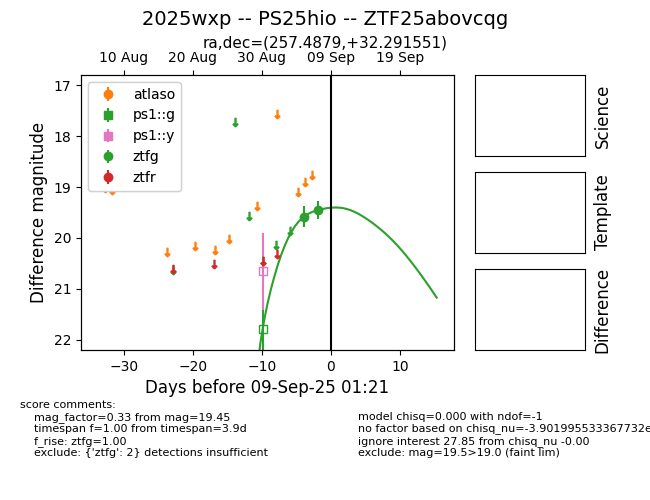 2025wxp -- PS25hio -- ZTF25abovcqg
ra,dec=(257.4879,+32.291551)
10 Aug 20 Aug 30 Aug 09 Sep 19 Sep
17
18
19
20
21
22
Difference magnitude
atlaso
ps1::g
ps1::y
ztfg
ztfr
Science
Template
Difference
−30 −20 −10 0 10
Days before 09-Sep-25 01:21
score comments:
mag_factor=0.33 from mag=19.45
timespan f=1.00 from timespan=3.9d
f_rise: ztfg=1.00
exclude: {'ztfg': 2} detections insufficient
model chisq=0.000 with ndof=-1
no factor based on chisq_nu=-3.901995533367732e
ignore interest 27.85 from chisq_nu -0.00
exclude: mag=19.5>19.0 (faint lim)